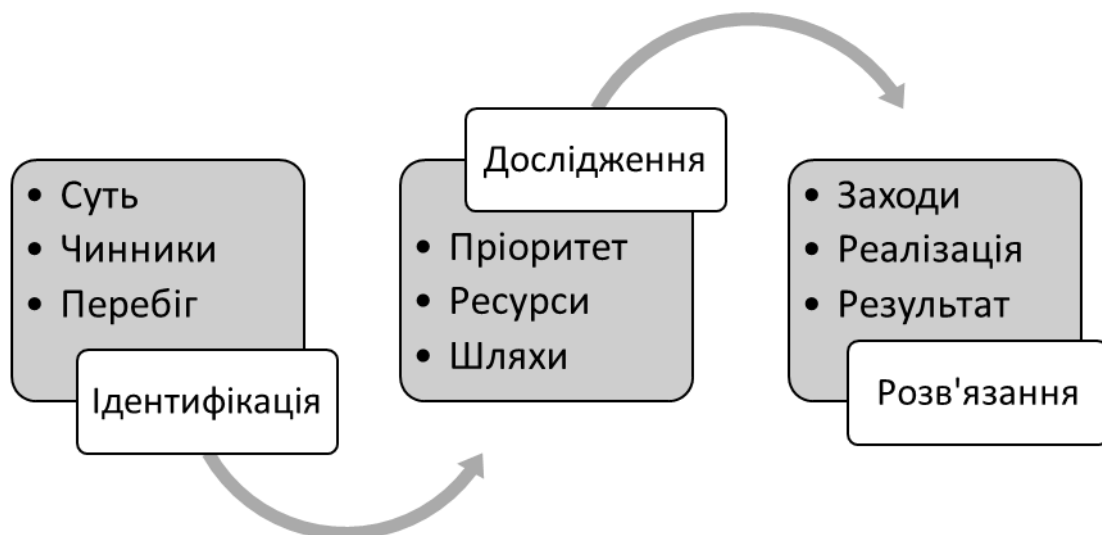 • Суть
• Чинники
• Перебіг
Ідентифікація
Дослідження
• Пріоритет
• Ресурси
• Шляхи
• Заходи
• Реалізація
• Результат
Розв'язання